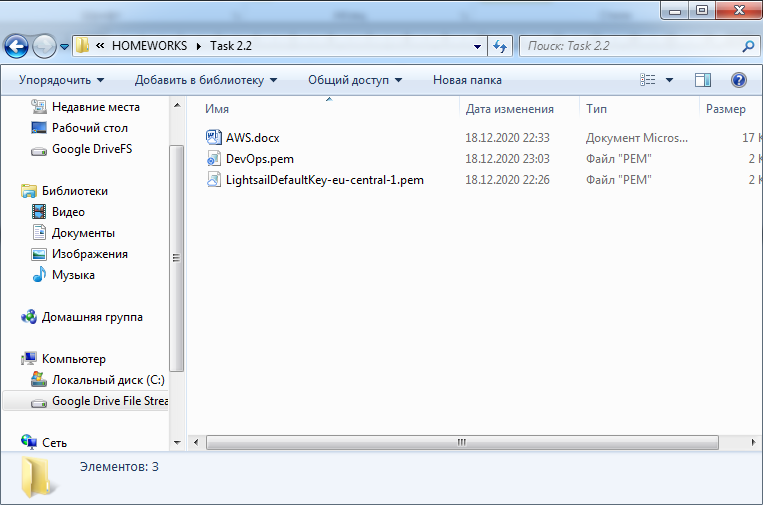 « HOMEWORKS ▸ Task 2.2
Поиск: Task 2.2
Упорядочить Добавить в библиотеку Общий доступ Новая папка
Недавние места
Рабочий стол
Google DriveFS
Библиотеки
Видео
Документы
Изображения
Музыка
Домашняя группа
Компьютер
Локальный диск (C:)
Google Drive File Strea
Сеть
Имя Дата изменения Тип Размер
AWS.docx 18.12.2020 22:33 Документ Micros... 17 K
DevOps.pem 18.12.2020 23:03 Файл "PEM" 2 K
LightsailDefaultKey-eu-central-1.pem 18.12.2020 22:26 Файл "PEM" 2 K
Элементов: 3